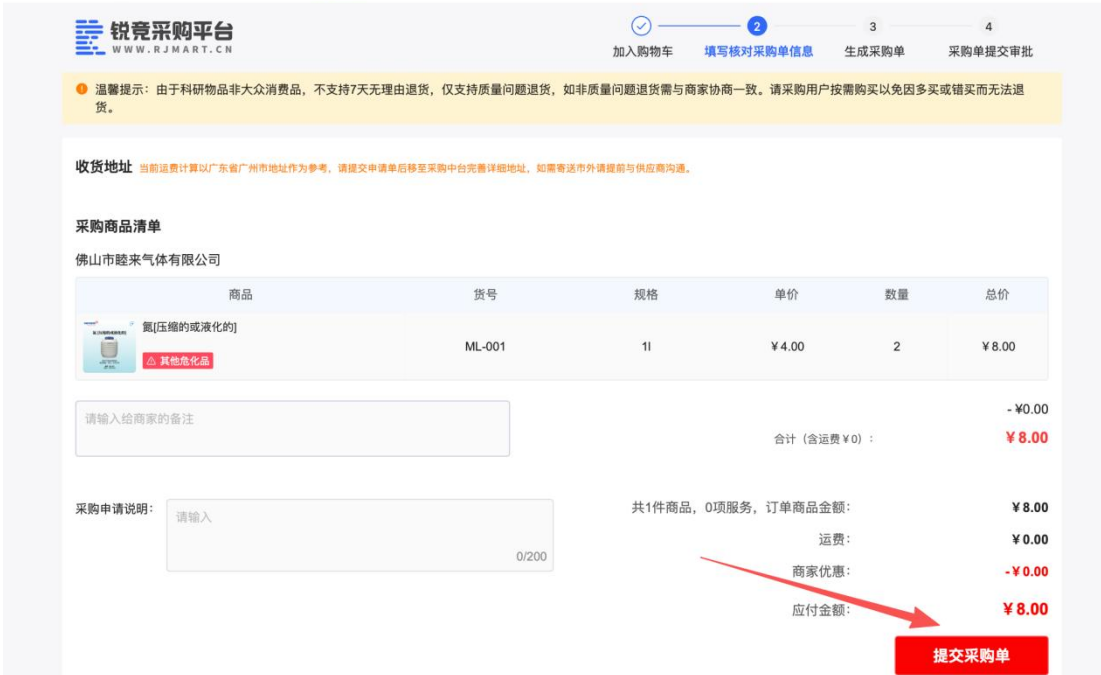 锐竞采购平台
WWW.RJMART.CN
2
3
4
加入购物车
填写核对采购单信息
生成采购单
采购单提交审批
温馨提示：由于科研物品非大众消费品，不支持7天无理由退货，仅支持质量问题退货，如非质量问题退货需与商家协商一致。请采购用户按需购买以免因多买或错买而无法退
货。
收货地址 当前运费计算以广东省广州市地址作为参考，请提交申请单后移至采购中台完善详细地址，如需寄送市外请提前与供应商沟通。
采购商品清单
佛山市睦来气体有限公司
商品 货号 规格 单价 数量 总价
氮[压缩的或液化的]
其他危化品
ML-001 1l ¥4.00 2 ¥8.00
请输入给商家的备注
- ¥0.00
合计（含运费¥0）： ¥8.00
采购申请说明：
请输入
0/200
共1件商品，0项服务，订单商品金额： ¥8.00
运费： ¥0.00
商家优惠： -¥0.00
应付金额： ¥8.00
提交采购单